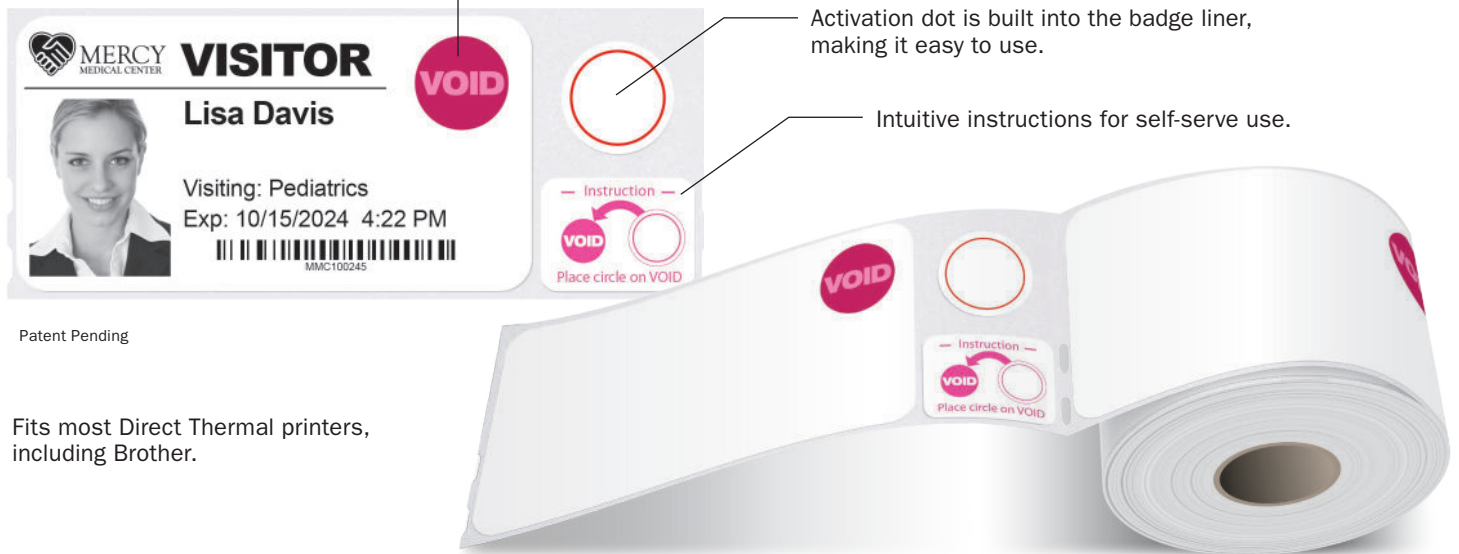 Activation dot is built into the badge liner,
making it easy to use.
MERCY
MEDICAL CENTER
VISITOR
VOID
Lisa Davis
Intuitive instructions for self-serve use.
Visiting: Pediatrics
Exp: 10/15/2024 4:22 PM
MMC100245
— Instruction —
VOID
Place circle on VOID
Patent Pending
Fits most Direct Thermal printers,
including Brother.
VOID
— Instruction —
VOID
Place circle on VOID
VOID